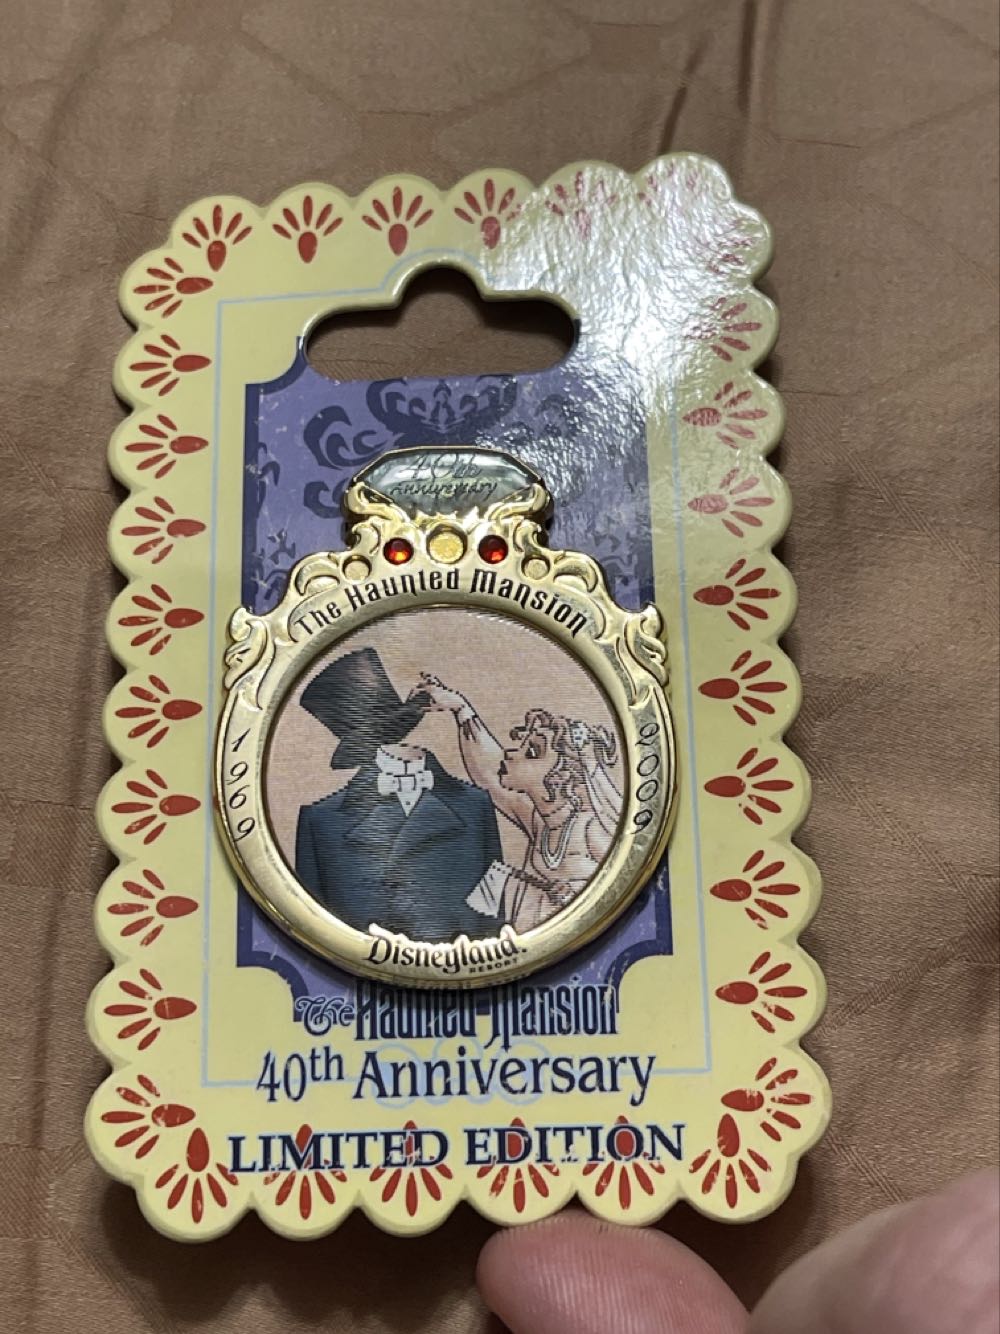 40th
Anniversary
The Haunted Mansion
1969
2009
Disneyland
RESORT
The Haunted Mansion
40th Anniversary
LIMITED EDITION